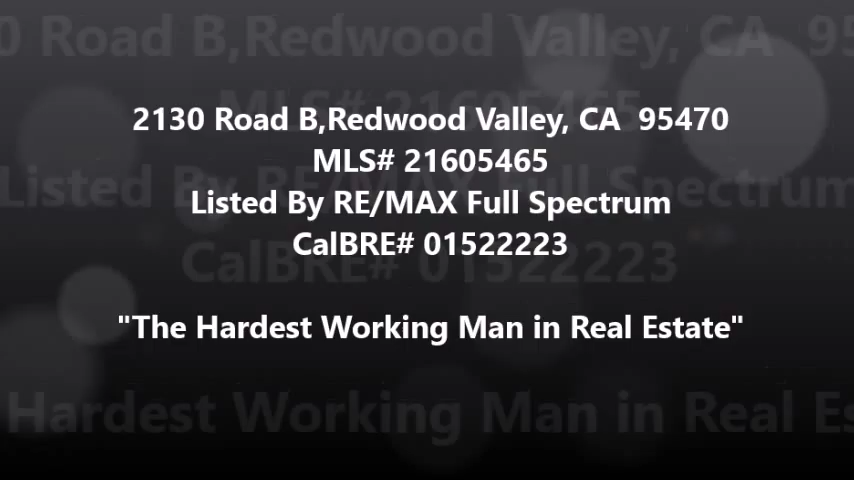 2130 Road B,Redwood Valley, CA  95470
MLS# 21605465
Listed By RE/MAX Full Spectrum
CalBRE# 01522223
"The Hardest Working Man in Real Estate"